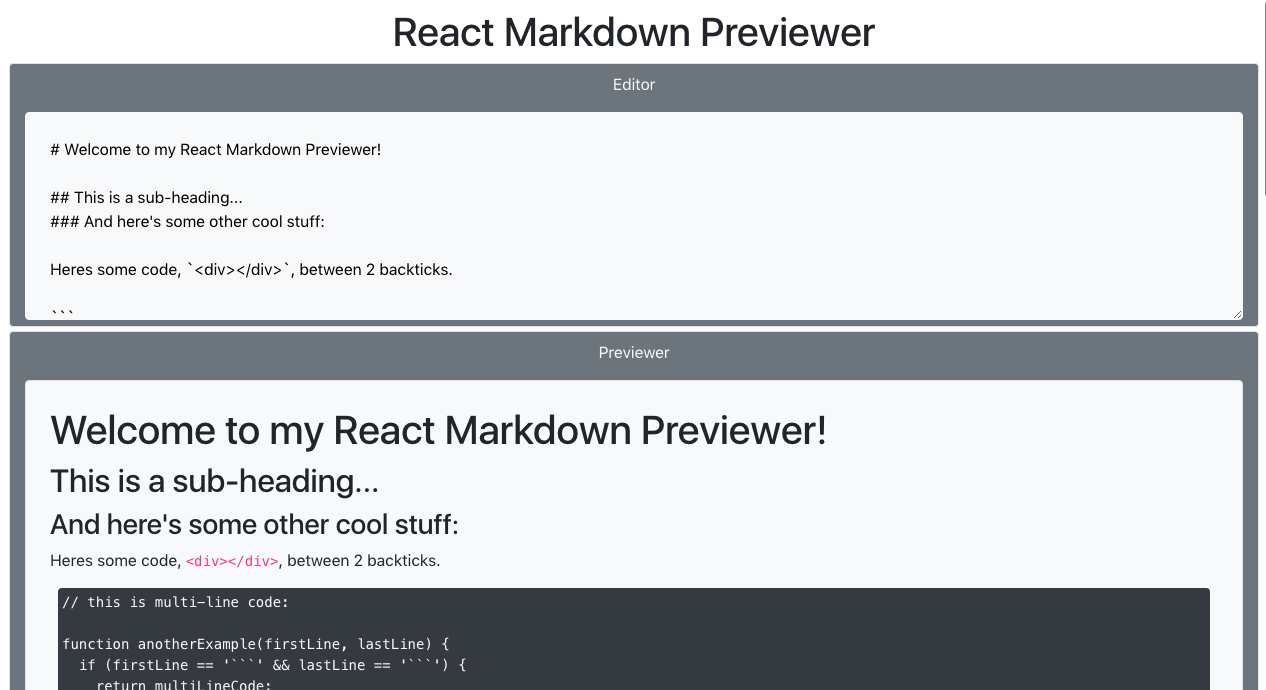 React Markdown Previewer
Editor
# Welcome to my React Markdown Previewer!
## This is a sub-heading...
### And here's some other cool stuff:
Heres some code, `<div></div>`, between 2 backticks.
```
Previewer
Welcome to my React Markdown Previewer!
This is a sub-heading...
And here's some other cool stuff:
Heres some code, <div></div>, between 2 backticks.
// this is multi-line code:
function anotherExample(firstLine, lastLine) {
  if (firstLine == '```' && lastLine == '```') {
    return multiLineCode;